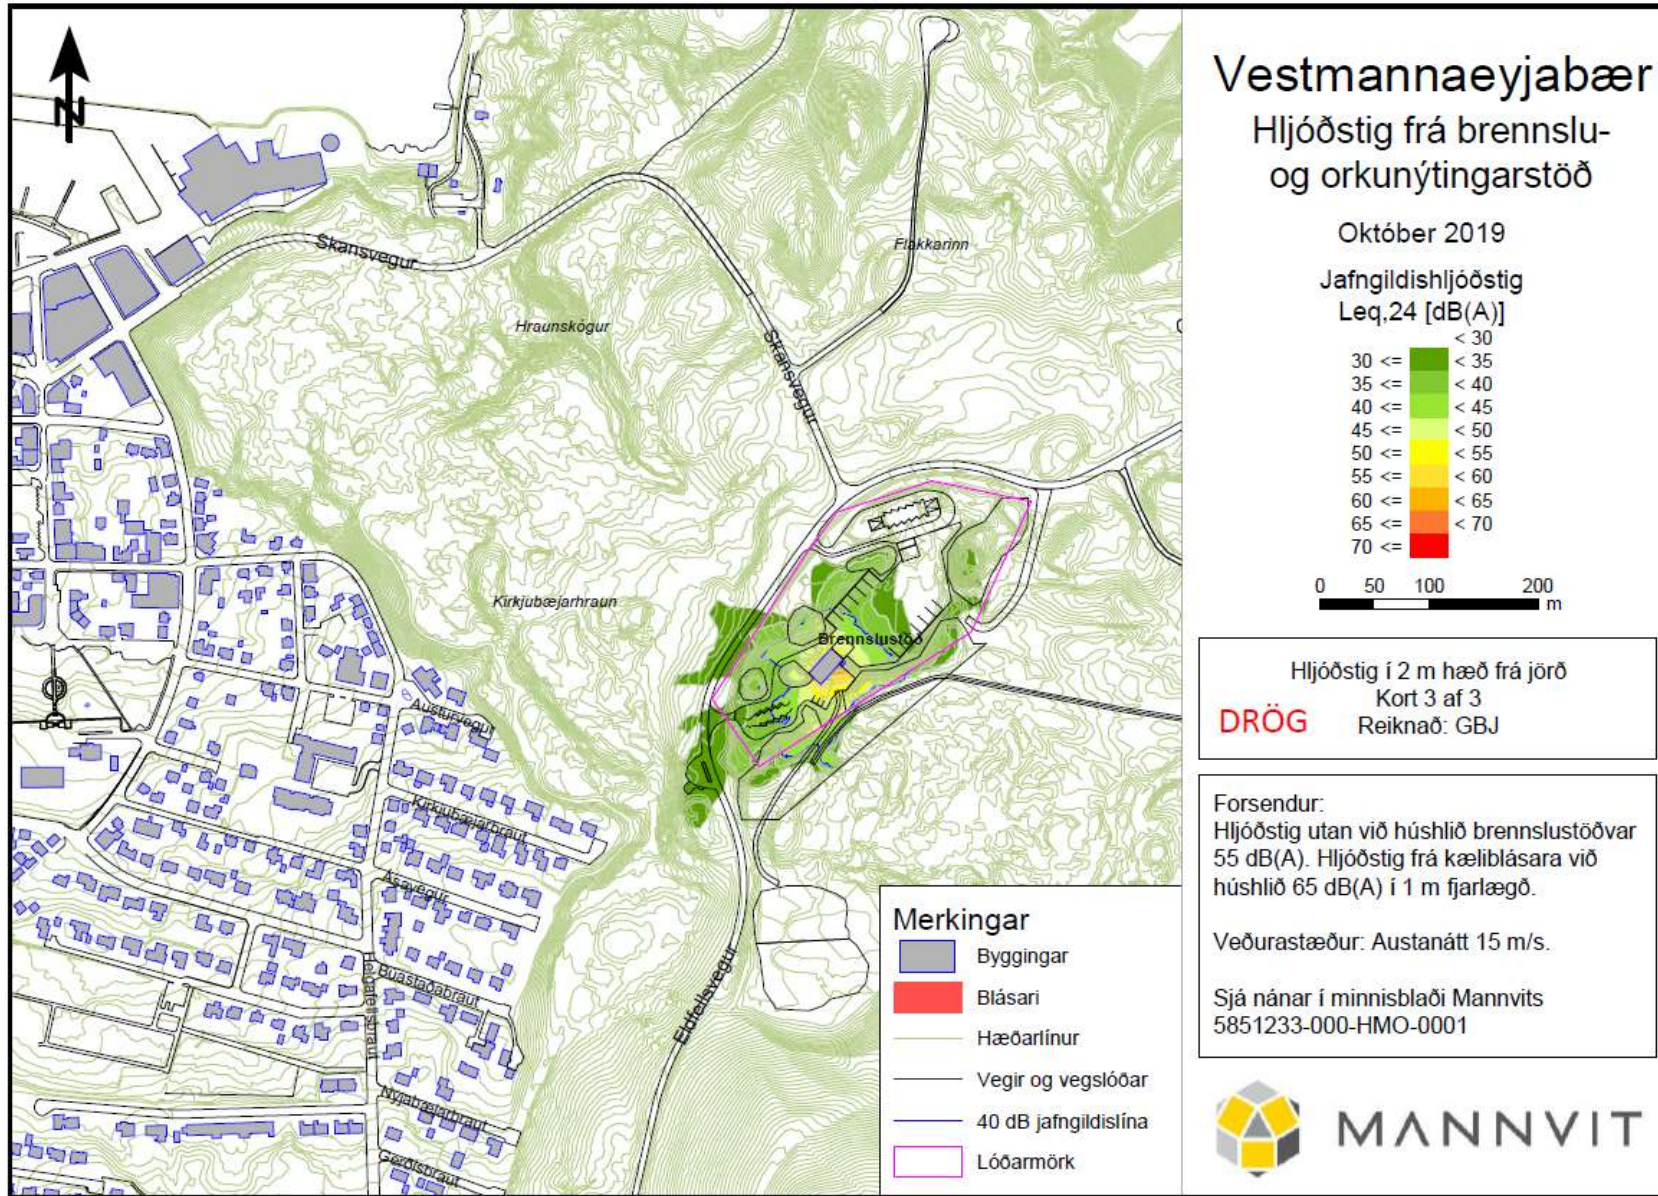 N
Skansvegur
Flakkarinn
Hraunskógur
Skansvegur
Kirkjubæjarhraun
Brennslustöð
Austurvegur
Kirkjubæjarbraut
Ásavegur
Búastaðabraut
Helgafellsbraut
Eldfellsvegur
Nýjabæjarbraut
Gerðisbraut
Merkingar
Byggingar
Blásari
Hæðarlínur
Vegir og vegslóðar
40 dB jafngildislína
Lóðarmörk
Vestmannaeyjabær
Hljóðstig frá brennslu-
og orkunýtingarstöð
Október 2019
Jafngildishljóðstig
Leq,24 [dB(A)]
< 30
30 <= < 35
35 <= < 40
40 <= < 45
45 <= < 50
50 <= < 55
55 <= < 60
60 <= < 65
65 <= < 70
70 <=
0 50 100 200
m
Hljóðstig í 2 m hæð frá jörð
Kort 3 af 3
DRÖG Reiknað: GBJ
Forsendur:
Hljóðstig utan við húshlið brennslustöðvar
55 dB(A). Hljóðstig frá kæliblásara við
húshlið 65 dB(A) í 1 m fjarlægð.
Veðurastæður: Austanátt 15 m/s.
Sjá nánar í minnisblaði Mannvits
5851233-000-HMO-0001
MANNVIT